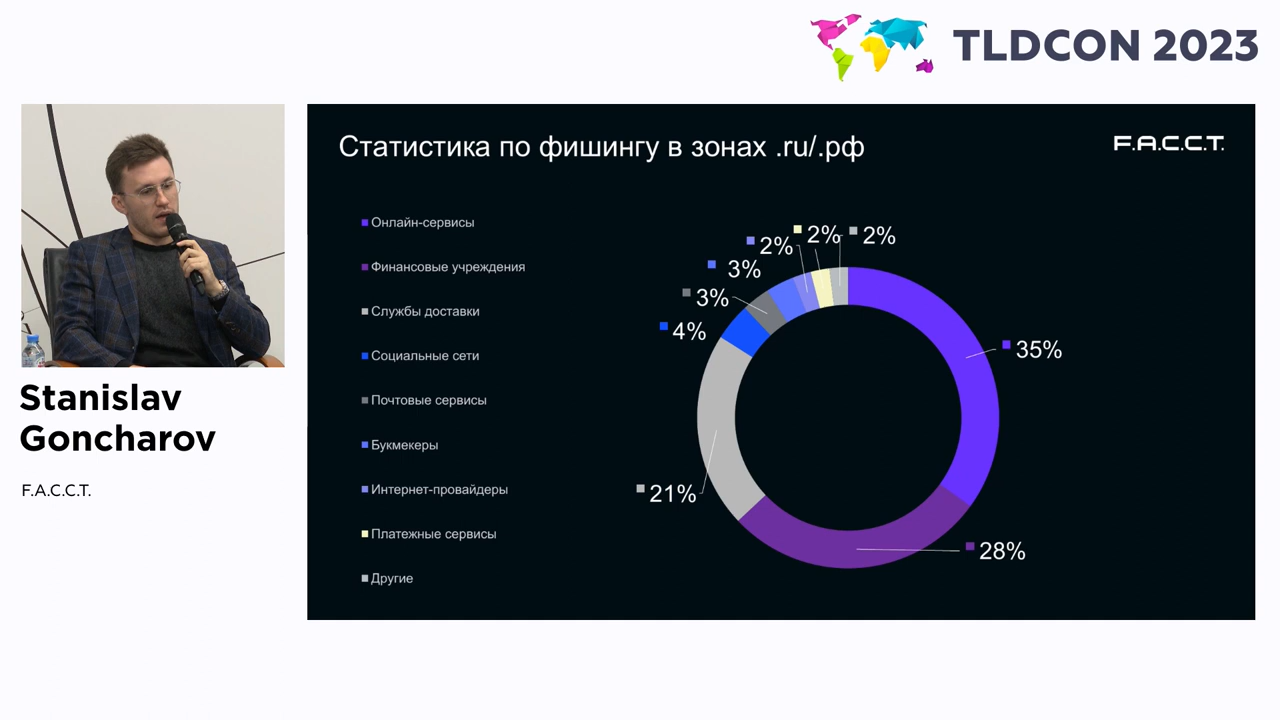 TLDCON 2023
Stanislav
Goncharov
F.A.C.C.T.
Статистика по фишингу в зонах .ru/.рф
F.A.C.C.T.
Онлайн-сервисы
Финансовые учреждения
Службы доставки
Социальные сети
Почтовые сервисы
Букмекеры
Интернет-провайдеры
Платежные сервисы
Другие
2%
2%
2%
3%
3%
4%
35%
21%
28%